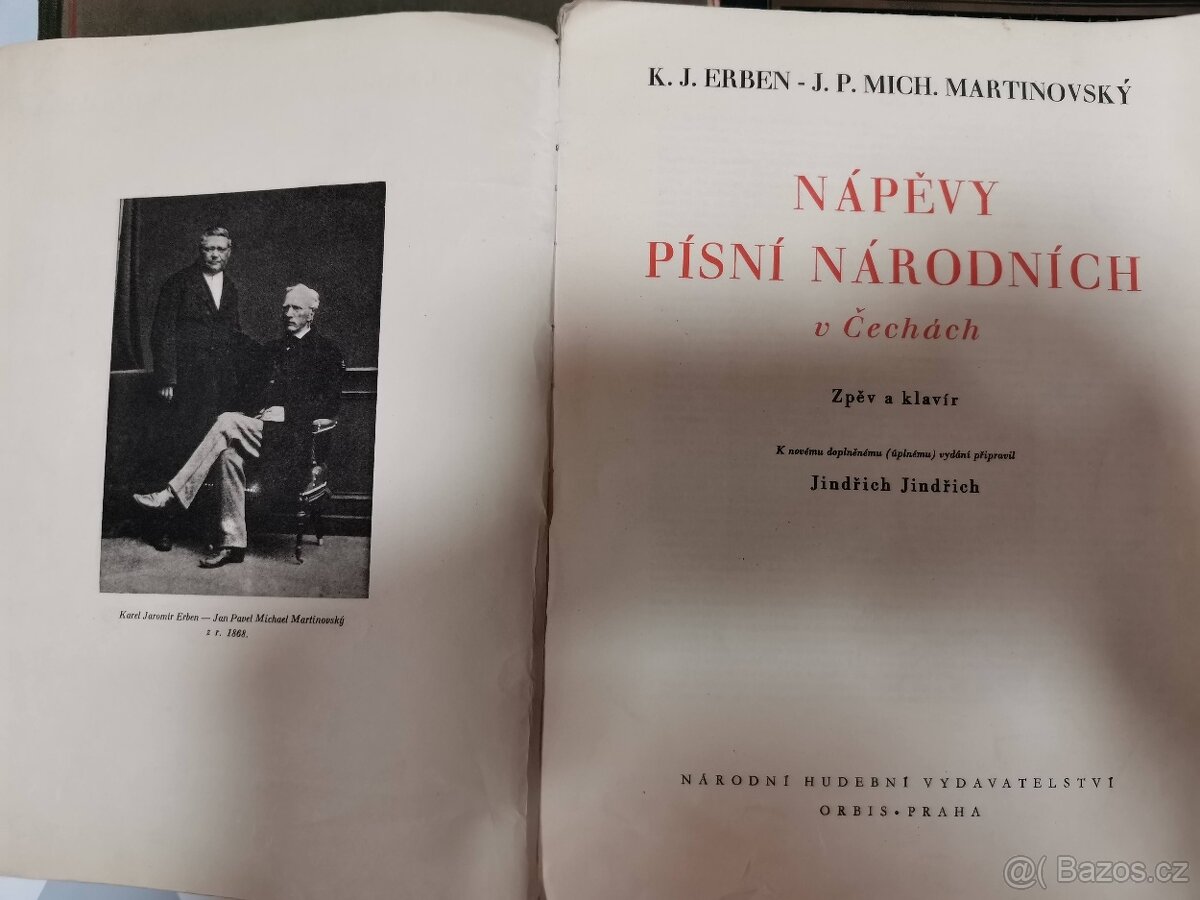 Karel Jaromír Erben — Jan Pavel Michael Martinovský
z r. 1868.
K. J. ERBEN - J. P. MICH. MARTINOVSKÝ
NÁPĚVY
PÍSNÍ NÁRODNÍCH
v Čechách
Zpěv a klavír
K novému doplněnému (úplnému) vydání připravil
Jindřich Jindřich
NÁRODNÍ HUDEBNÍ VYDAVATELSTVÍ
ORBIS • PRAHA
@ Bazoš.cz